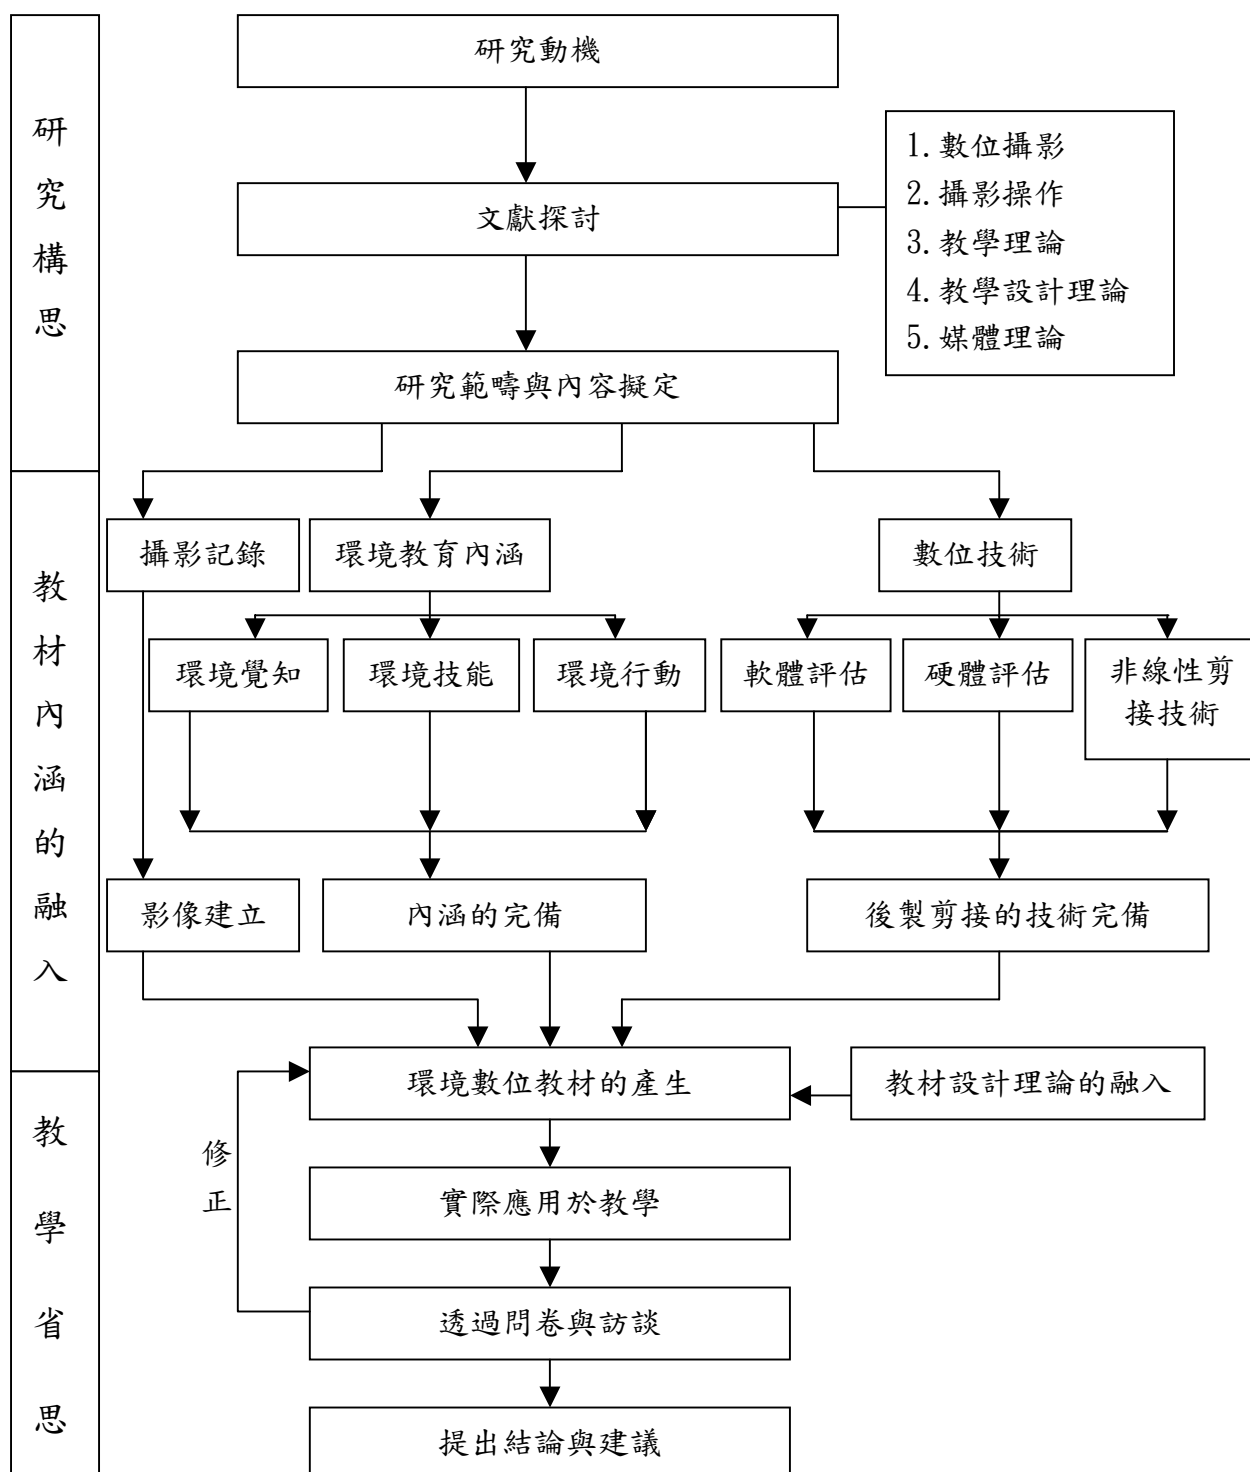 研究構思
研究動機
文獻探討
1.數位攝影
2.攝影操作
3.教學理論
4.教學設計理論
5.媒體理論
研究範疇與內容擬定
教材內涵的融入
攝影記錄
環境教育內涵
數位技術
環境覺知
環境技能
環境行動
軟體評估
硬體評估
非線性剪
接技術
影像建立
內涵的完備
後製剪接的技術完備
教學省思
環境數位教材的產生
教材設計理論的融入
修正
實際應用於教學
透過問卷與訪談
提出結論與建議